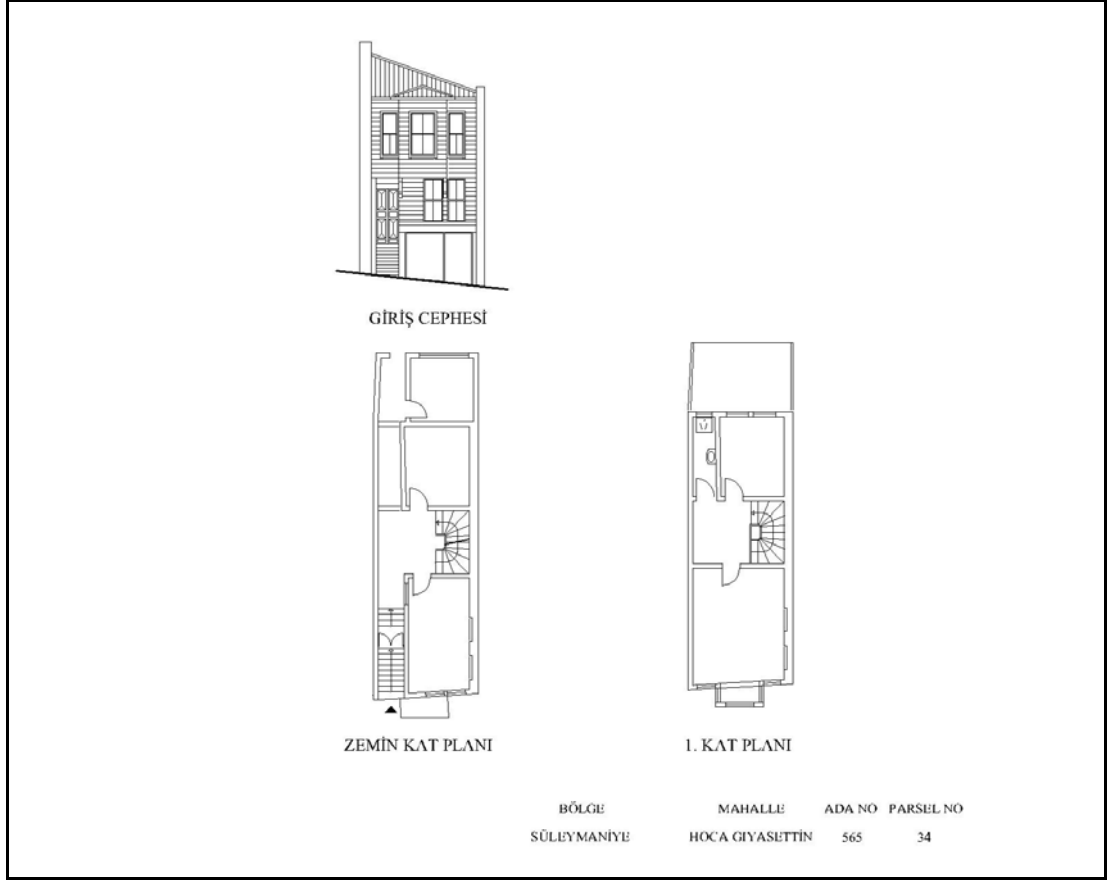 GİRİŞ CEPHESİ
ZEMİN KAT PLANI
1. KAT PLANI
BÖLGE MAHALLE ADA NO PARSEL NO
SÜLEYMANİYE HOCA GIYASETTİN 565 34